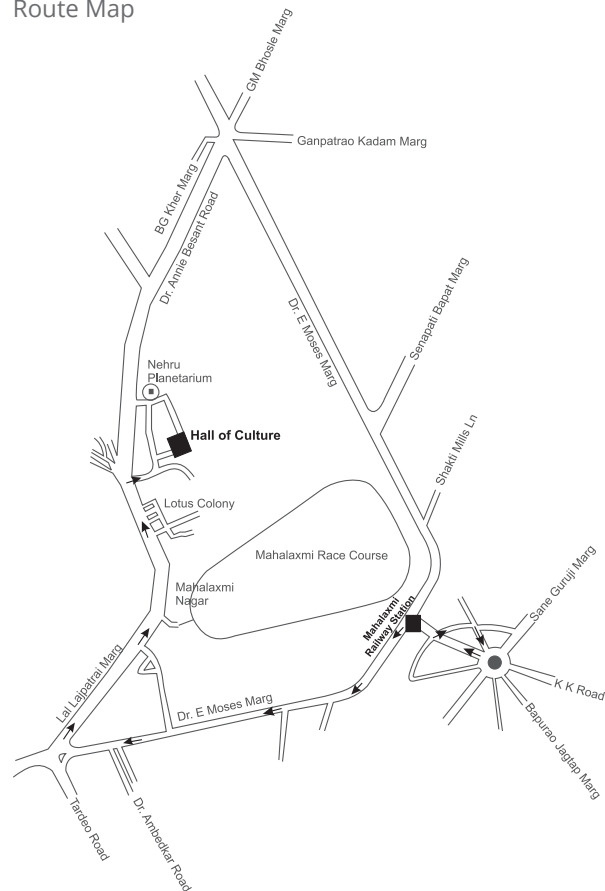 Route Map
GM Bhosle Marg
Ganpatrao Kadam Marg
BG Kher Marg
Dr. Annie Besant Road
Dr. E Moses Marg
Senapati Bapat Marg
Nehru
Planetarium
Hall of Culture
Shakti Mills Ln
Lotus Colony
Mahalaxmi Race Course
Mahalaxmi
Nagar
Mahalaxmi
Railway Station
Sane Guruji Marg
Lal Lajpatrai Marg
K K Road
Dr. E Moses Marg
Bapurao Jagtap Marg
Tardeo Road
Dr. Ambedkar Road